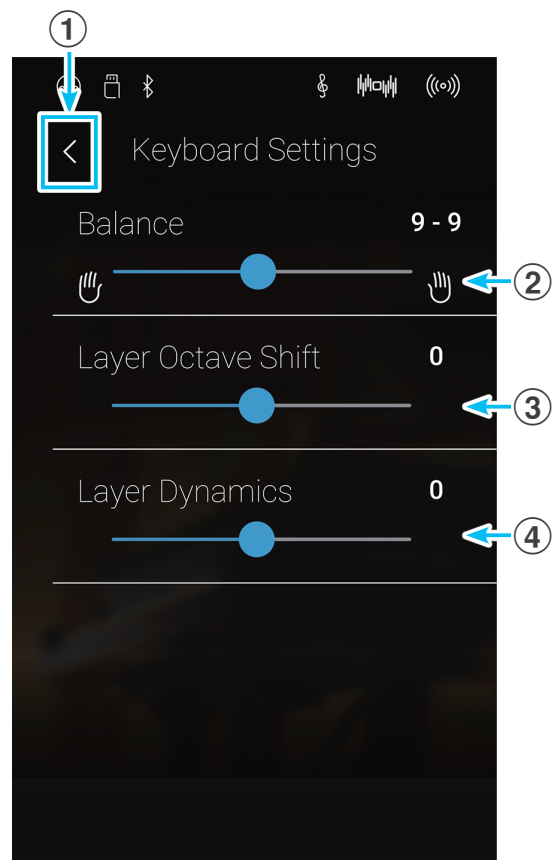 1
Keyboard Settings
Balance 9 - 9
2
Layer Octave Shift 0
3
Layer Dynamics 0
4